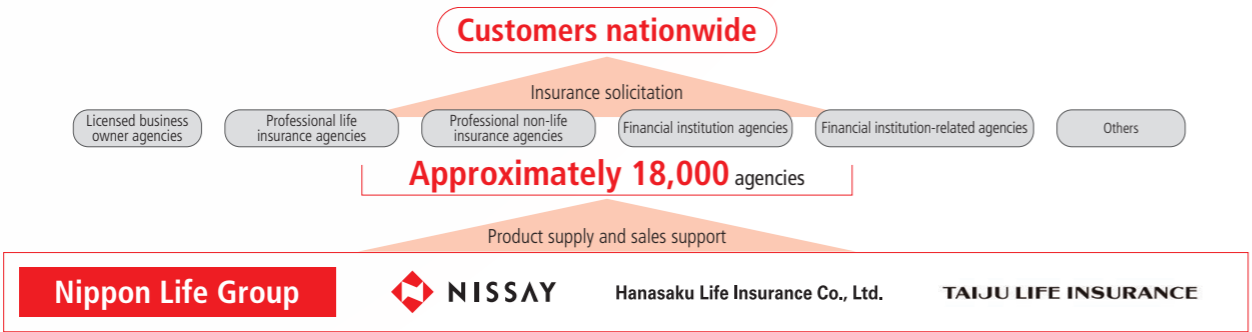 Customers nationwide
Insurance solicitation
Licensed business
owner agencies
Professional life
insurance agencies
Professional non-life
insurance agencies
Financial institution agencies
Financial institution-related agencies
Others
Approximately 18,000 agencies
Product supply and sales support
Nippon Life Group
NISSAY
Hanasaku Life Insurance Co., Ltd.
TAIJU LIFE INSURANCE